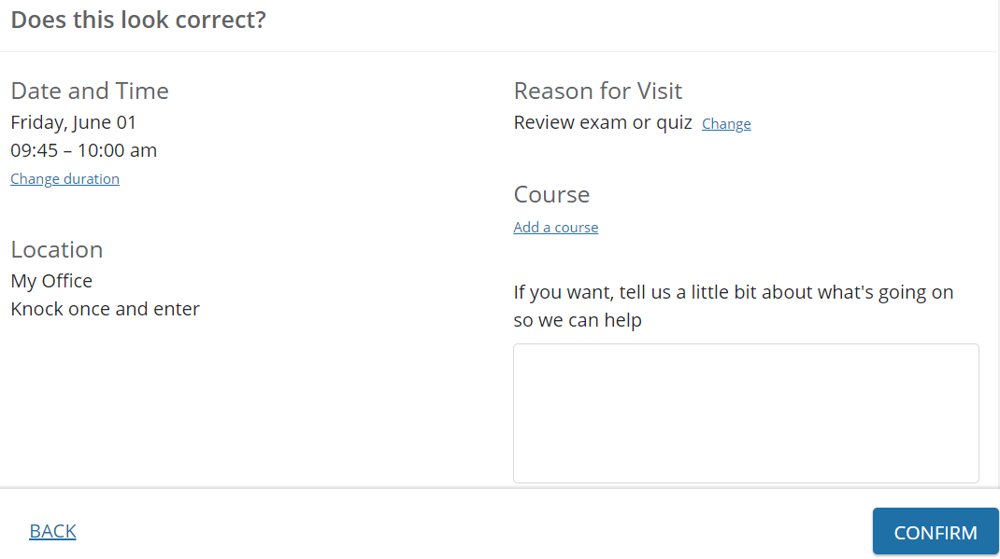 Does this look correct?
Date and Time
Friday, June 01
09:45 – 10:00 am
Change duration
Location
My Office
Knock once and enter
Reason for Visit
Review exam or quiz Change
Course
Add a course
If you want, tell us a little bit about what's going on
so we can help
BACK
CONFIRM